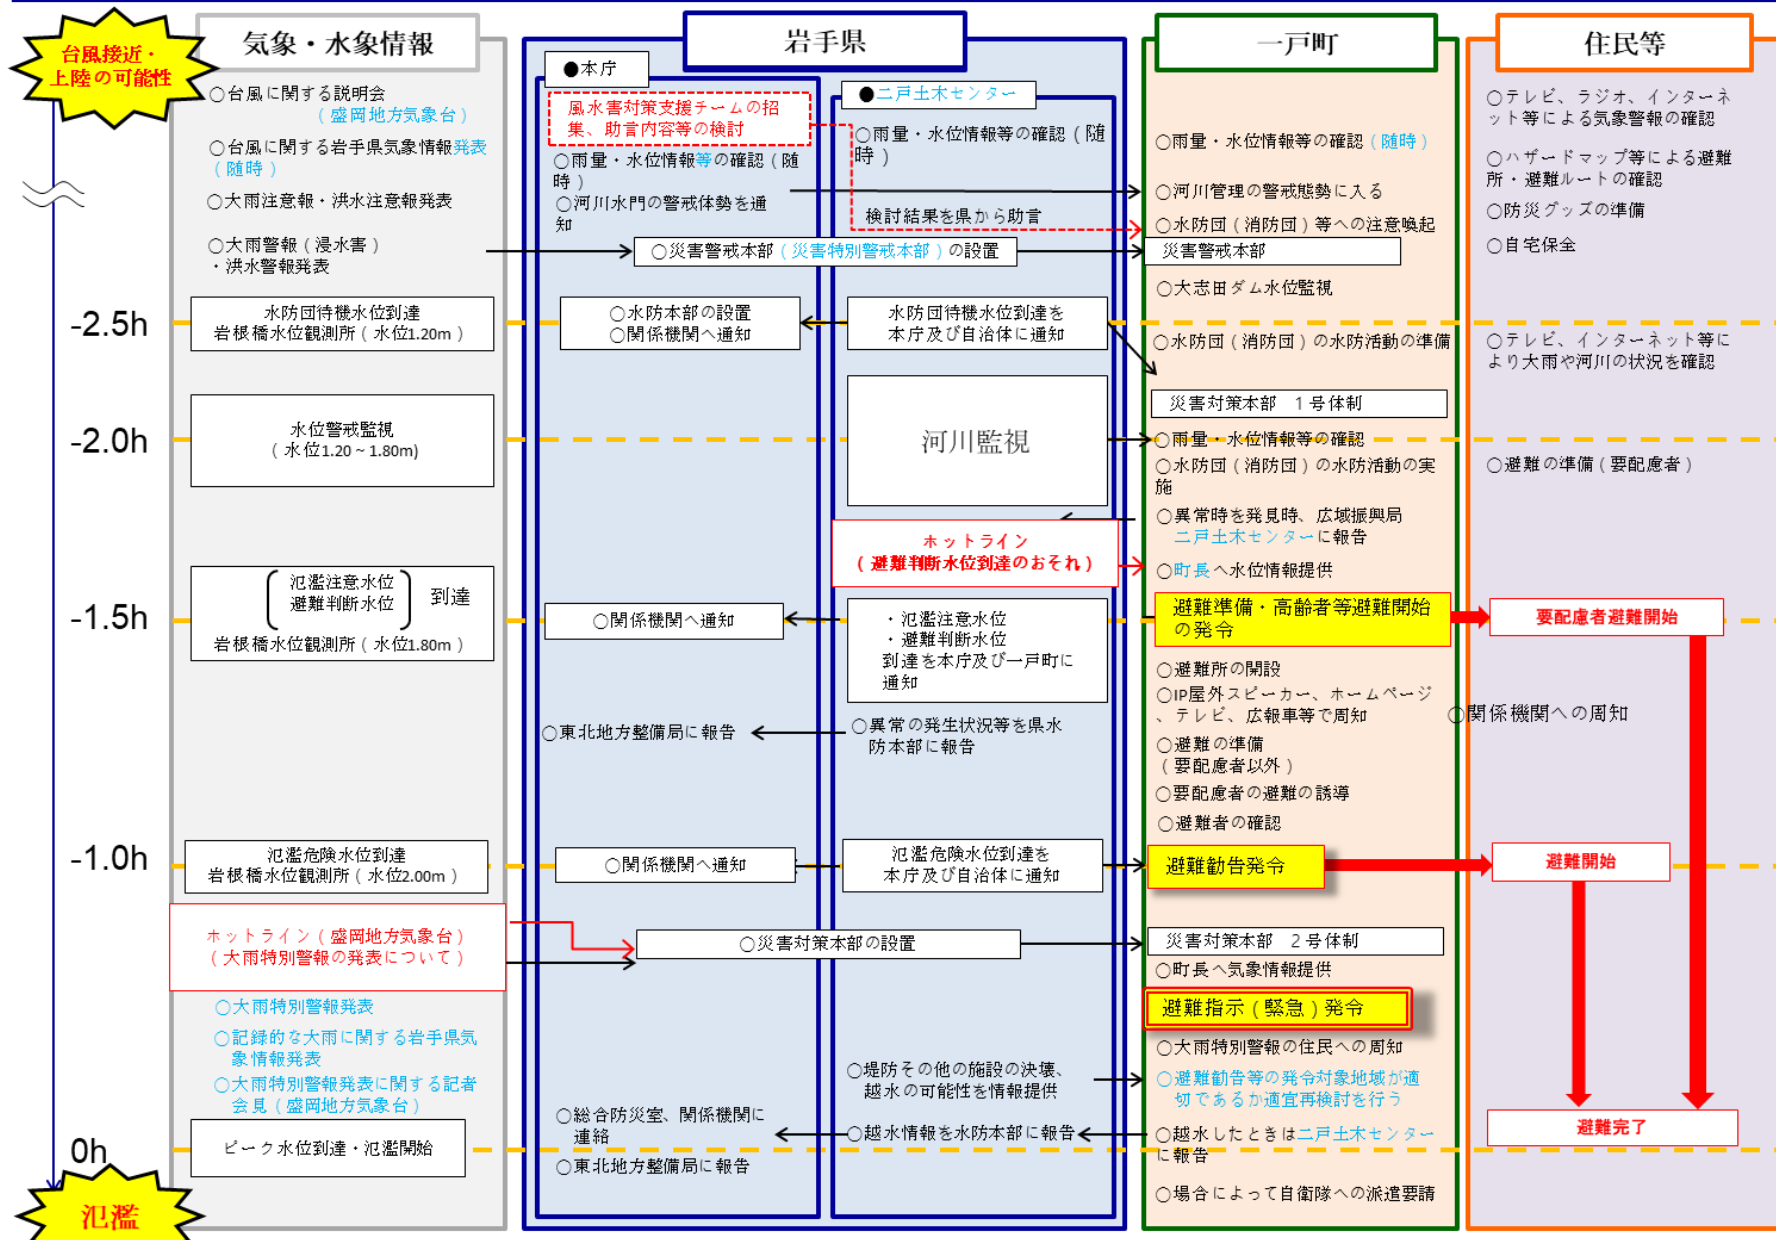 台風接近・
上陸の可能性
-2.5h
-2.0h
-1.5h
-1.0h
0h
氾濫
気象・水象情報
○台風に関する説明会
(盛岡地方気象台)
○台風に関する岩手県気象情報発表
(随時)
○大雨注意報・洪水注意報発表
○大雨警報(浸水害)
・洪水警報発表
水防団待機水位到達
岩根橋水位観測所(水位1.20m)
水位警戒監視
(水位1.20～1.80m)
氾濫注意水位
避難判断水位
到達
岩根橋水位観測所(水位1.80m)
氾濫危険水位到達
岩根橋水位観測所(水位2.00m)
ホットライン(盛岡地方気象台)
(大雨特別警報の発表について)
○大雨特別警報発表
○記録的な大雨に関する岩手県気
象情報発表
○大雨特別警報発表に関する記者
会見(盛岡地方気象台)
ピーク水位到達・氾濫開始
岩手県
●本庁
風水害対策支援チームの招
集、助言内容等の検討
○雨量・水位情報等の確認(随
時)
○河川水門の警戒体勢を通
知
○災害警戒本部(災害特別警戒本部)の設置
○水防本部の設置
○関係機関へ通知
○関係機関へ通知
○東北地方整備局に報告
○関係機関へ通知
○災害対策本部の設置
○総合防災室、関係機関に
連絡
○東北地方整備局に報告
●二戸土木センター
○雨量・水位情報等の確認(随
時)
検討結果を県から助言
水防団待機水位到達を
本庁及び自治体に通知
河川監視
ホットライン
(避難判断水位到達のおそれ)
・氾濫注意水位
・避難判断水位
到達を本庁及び一戸町に
通知
○異常の発生状況等を県水
防本部に報告
氾濫危険水位到達を
本庁及び自治体に通知
○堤防その他の施設の決壊、
越水の可能性を情報提供
○越水情報を水防本部に報告
一戸町
○雨量・水位情報等の確認(随時)
○河川管理の警戒態勢に入る
○水防団(消防団)等への注意喚起
災害警戒本部
○大志田ダム水位監視
○水防団(消防団)の水防活動の準備
災害対策本部 1号体制
○雨量・水位情報等の確認
○水防団(消防団)の水防活動の実
施
○異常時を発見時、広域振興局
二戸土木センターに報告
○町長へ水位情報提供
避難準備・高齢者等避難開始
の発令
○避難所の開設
○IP屋外スピーカー、ホームページ
、テレビ、広報車等で周知
○避難の準備
(要配慮者以外)
○要配慮者の避難の誘導
○避難者の確認
避難勧告発令
災害対策本部 2号体制
○町長へ気象情報提供
避難指示(緊急)発令
○大雨特別警報の住民への周知
○避難勧告等の発令対象地域が適
切であるか適宜再検討を行う
○越水したときは二戸土木センター
に報告
○場合によって自衛隊への派遣要請
住民等
○テレビ、ラジオ、インターネ
ット等による気象警報の確認
○ハザードマップ等による避難
所・避難ルートの確認
○防災グッズの準備
○自宅保全
○テレビ、インターネット等に
より大雨や河川の状況を確認
○避難の準備(要配慮者)
要配慮者避難開始
○関係機関への周知
避難開始
避難完了